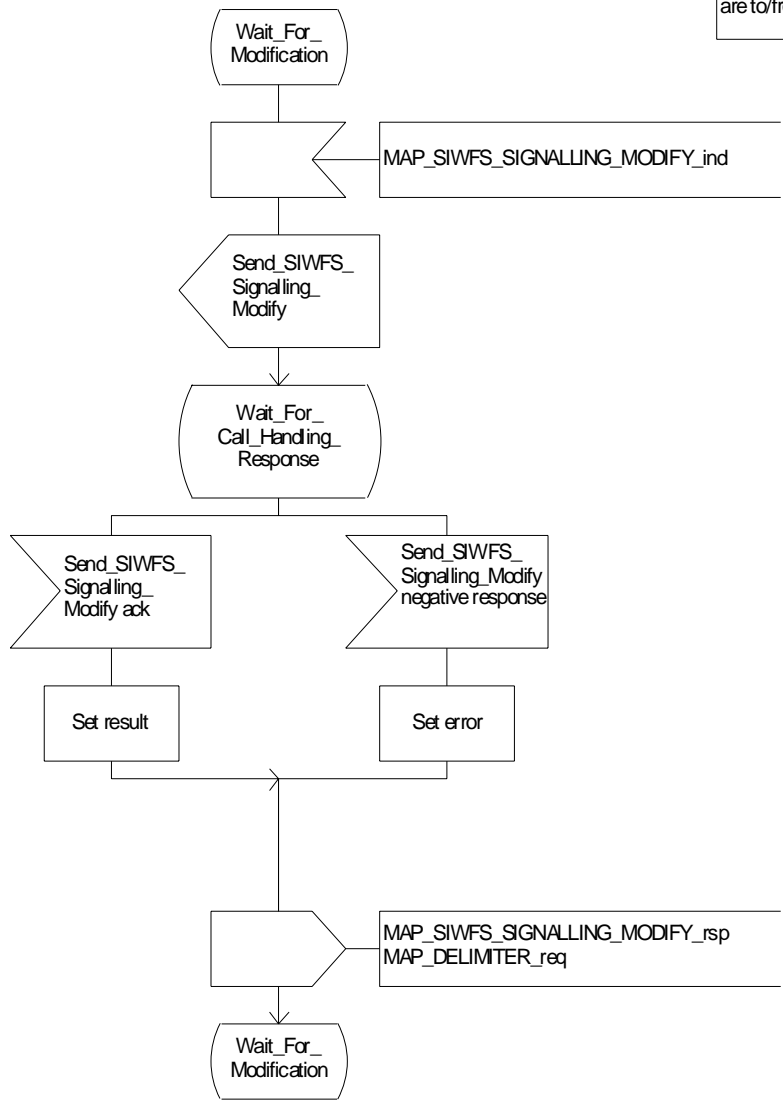 are to/fr
Wait_For_
Modification
MAP_SIWFS_SIGNALLING_MODIFY_ind
Send_SIWFS_
Signalling_
Modify
Wait_For_
Call_Handling_
Response
Send_SIWFS_
Signalling_
Modify ack
Send_SIWFS_
Signalling_Modify
negative response
Set result
Set error
MAP_SIWFS_SIGNALLING_MODIFY_rsp
MAP_DELIMITER_req
Wait_For_
Modification